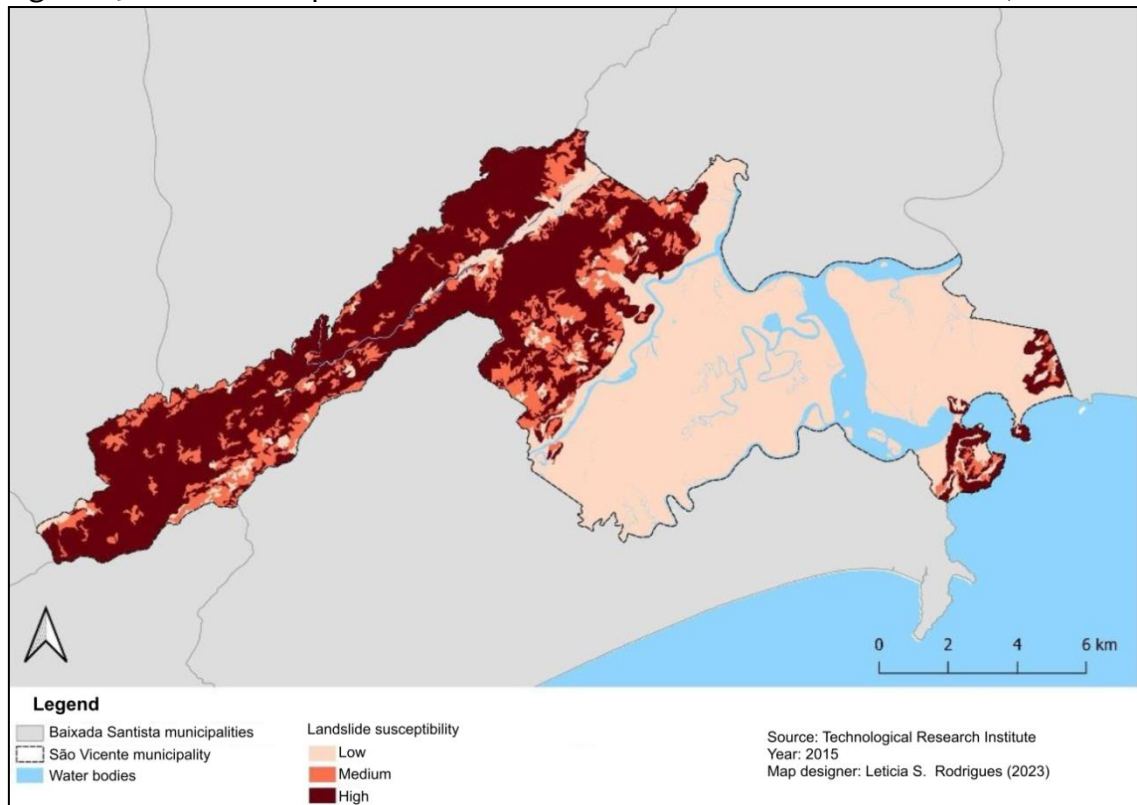 0 2 4 6 km
Legend
Baixada Santista municipalities
São Vicente municipality
Water bodies
Landslide susceptibility
Low
Medium
High
Source: Technological Research Institute
Year: 2015
Map designer: Leticia S. Rodrigues (2023)